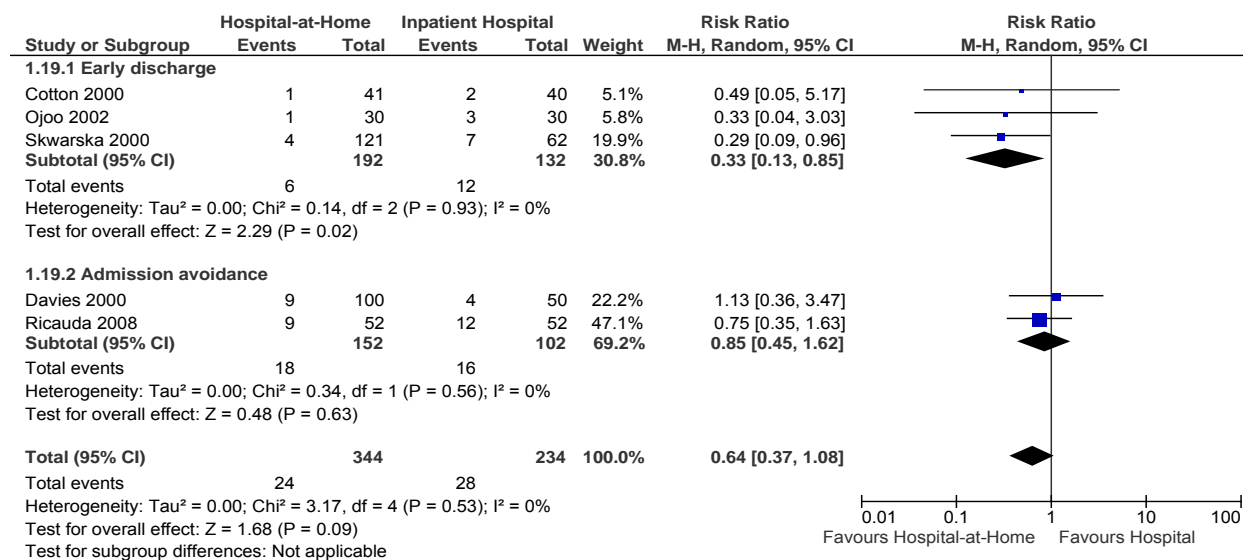 Hospital-at-Home Inpatient Hospital Risk Ratio Risk Ratio
Study or Subgroup Events Total Events Total Weight M-H, Random, 95% CI M-H, Random, 95% CI
1.19.1 Early discharge
Cotton 2000 1 41 2 40 5.1% 0.49 [0.05, 5.17]
Ojoo 2002 1 30 3 30 5.8% 0.33 [0.04, 3.03]
Skwarska 2000 4 121 7 62 19.9% 0.29 [0.09, 0.96]
Subtotal (95% CI) 192 132 30.8% 0.33 [0.13, 0.85]
Total events 6 12
Heterogeneity: Tau² = 0.00; Chi² = 0.14, df = 2 (P = 0.93); I² = 0%
Test for overall effect: Z = 2.29 (P = 0.02)
1.19.2 Admission avoidance
Davies 2000 9 100 4 50 22.2% 1.13 [0.36, 3.47]
Ricauda 2008 9 52 12 52 47.1% 0.75 [0.35, 1.63]
Subtotal (95% CI) 152 102 69.2% 0.85 [0.45, 1.62]
Total events 18 16
Heterogeneity: Tau² = 0.00; Chi² = 0.34, df = 1 (P = 0.56); I² = 0%
Test for overall effect: Z = 0.48 (P = 0.63)
Total (95% CI) 344 234 100.0% 0.64 [0.37, 1.08]
Total events 24 28
Heterogeneity: Tau² = 0.00; Chi² = 3.17, df = 4 (P = 0.53); I² = 0%
Test for overall effect: Z = 1.68 (P = 0.09)
Test for subgroup differences: Not applicable
0.01 0.1 1 10 100
Favours Hospital-at-Home Favours Hospital